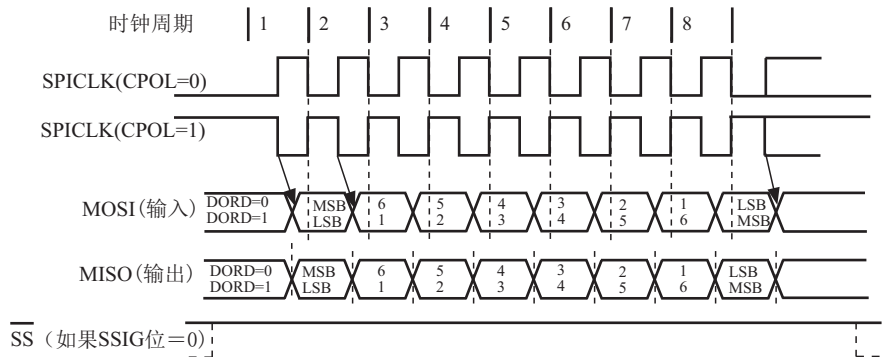 时钟周期 1 2 3 4 5 6 7 8
SPICLK(CPOL=0)
SPICLK(CPOL=1)
MOSI(输入) DORD=0 MSB 6 5 4 3 2 1 LSB
DORD=1 LSB 1 2 3 4 5 6 MSB
MISO(输出) DORD=0 MSB 6 5 4 3 2 1 LSB
DORD=1 LSB 1 2 3 4 5 6 MSB
SS（如果SSIG位＝0)